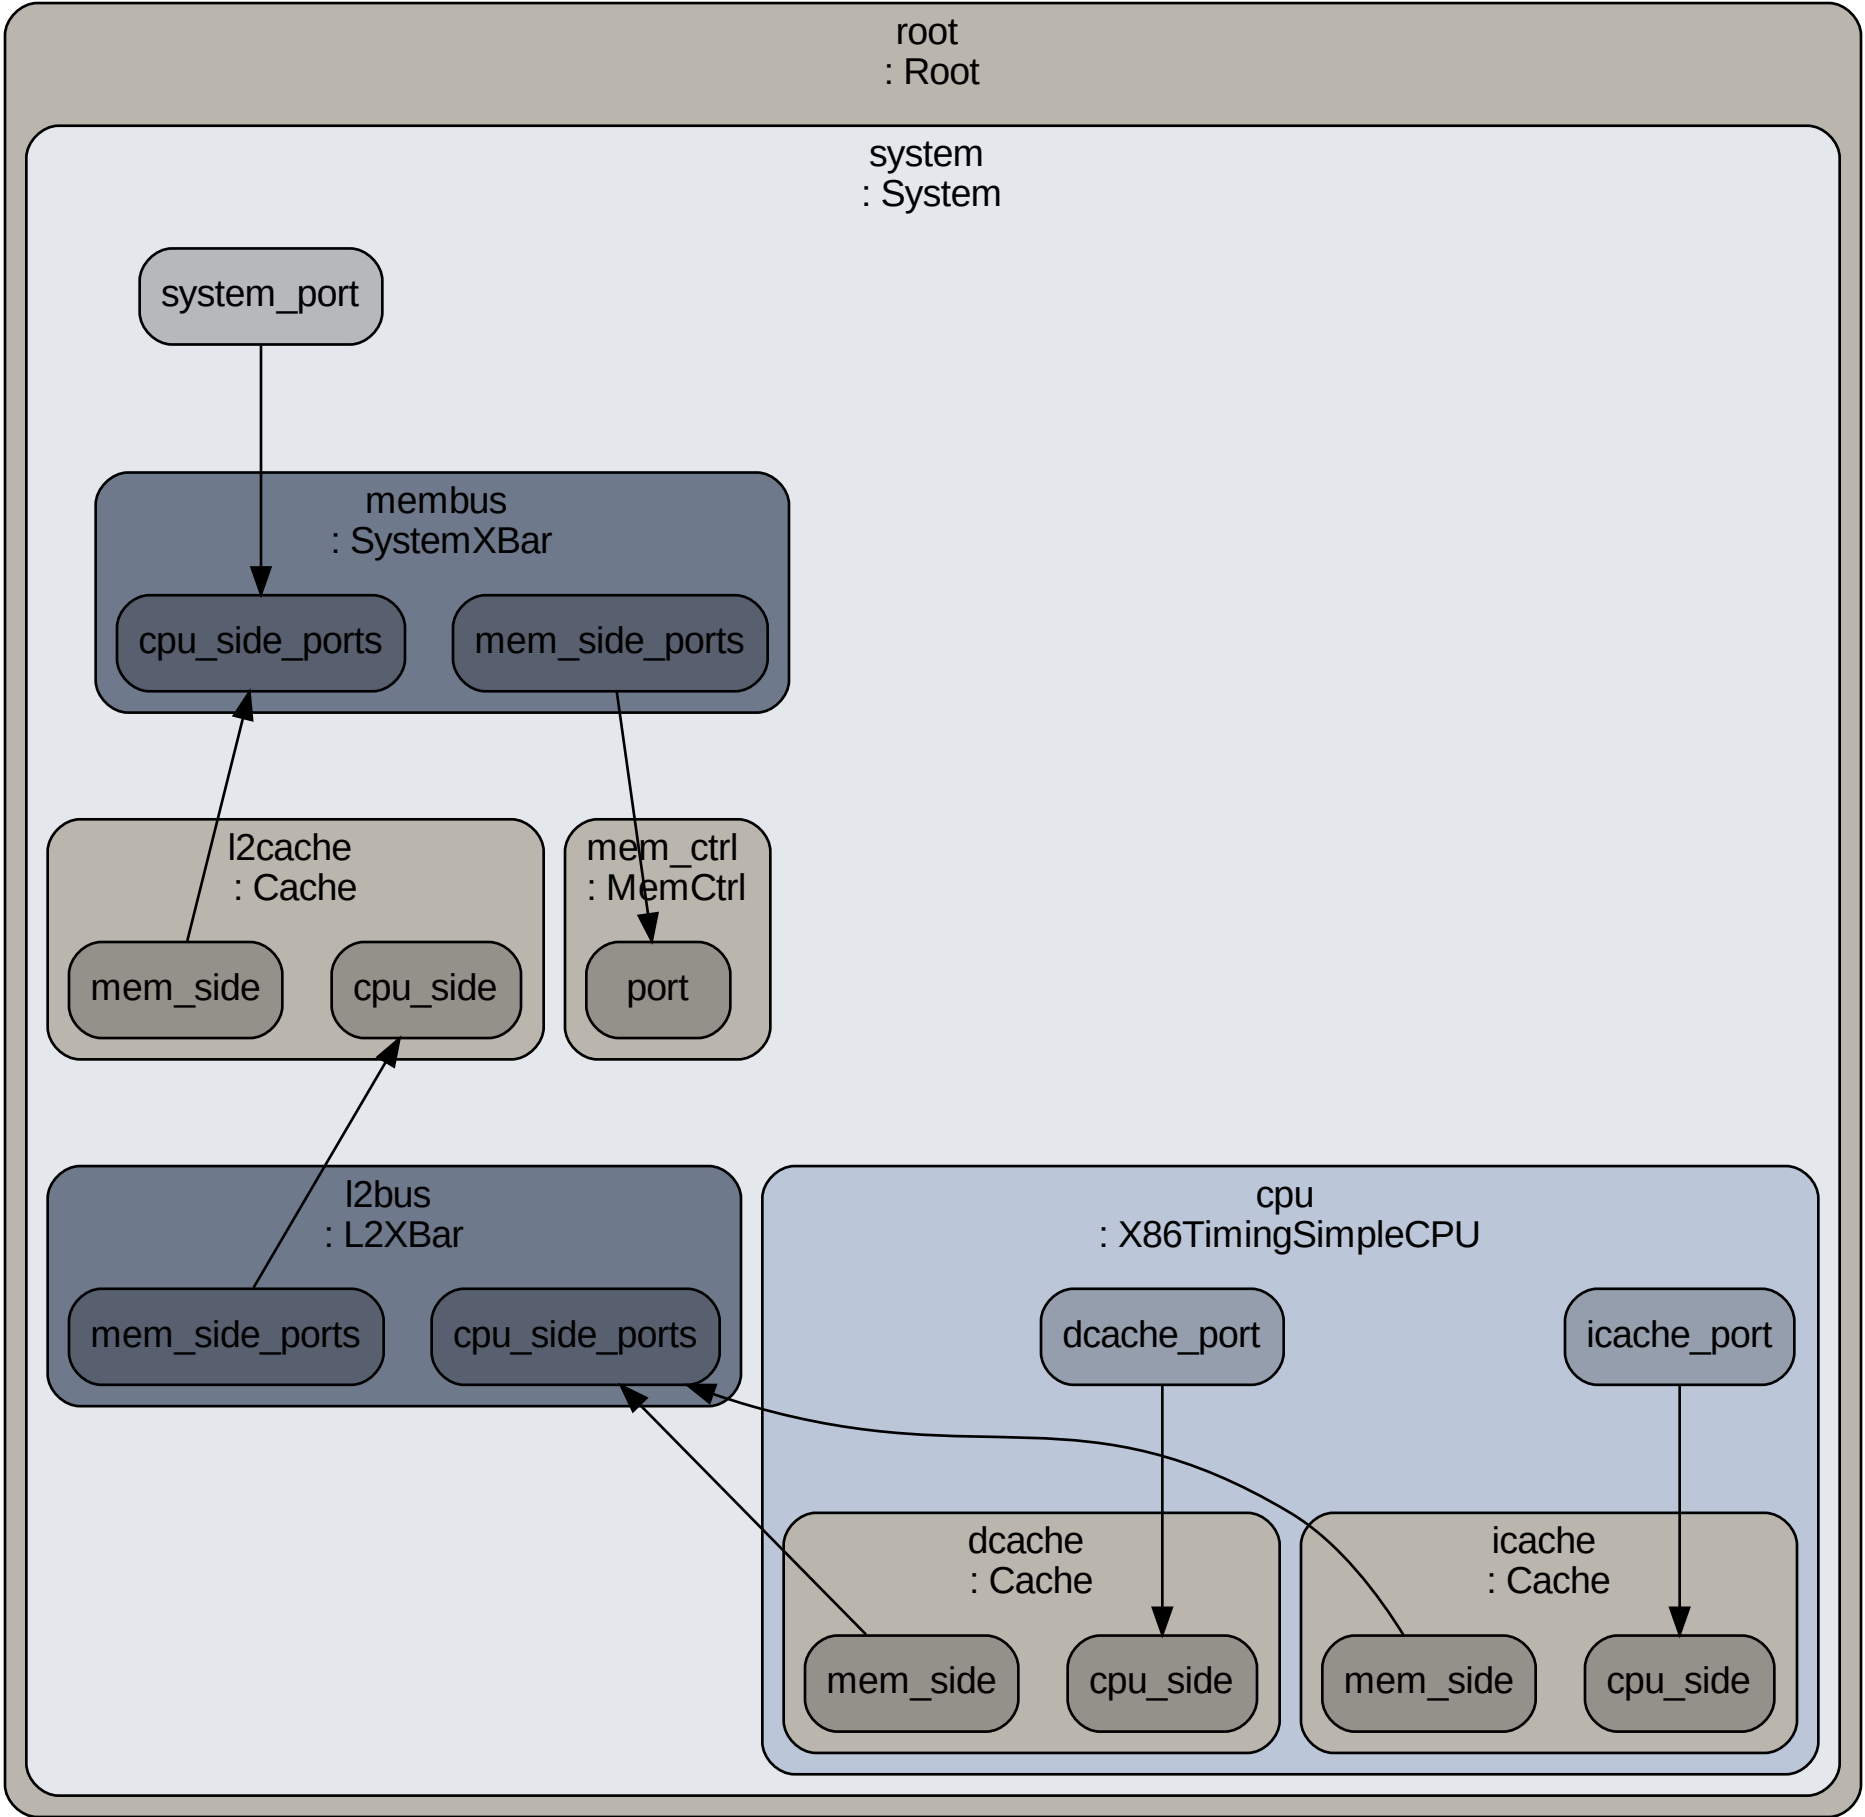 root
: Root
system
: System
system_port
membus
: SystemXBar
cpu_side_ports
mem_side_ports
l2cache
: Cache
mem_side
cpu_side
mem_ctrl
: MemCtrl
port
l2bus
: L2XBar
mem_side_ports
cpu_side_ports
cpu
: X86TimingSimpleCPU
dcache_port
icache_port
dcache
: Cache
mem_side
cpu_side
icache
: Cache
mem_side
cpu_side